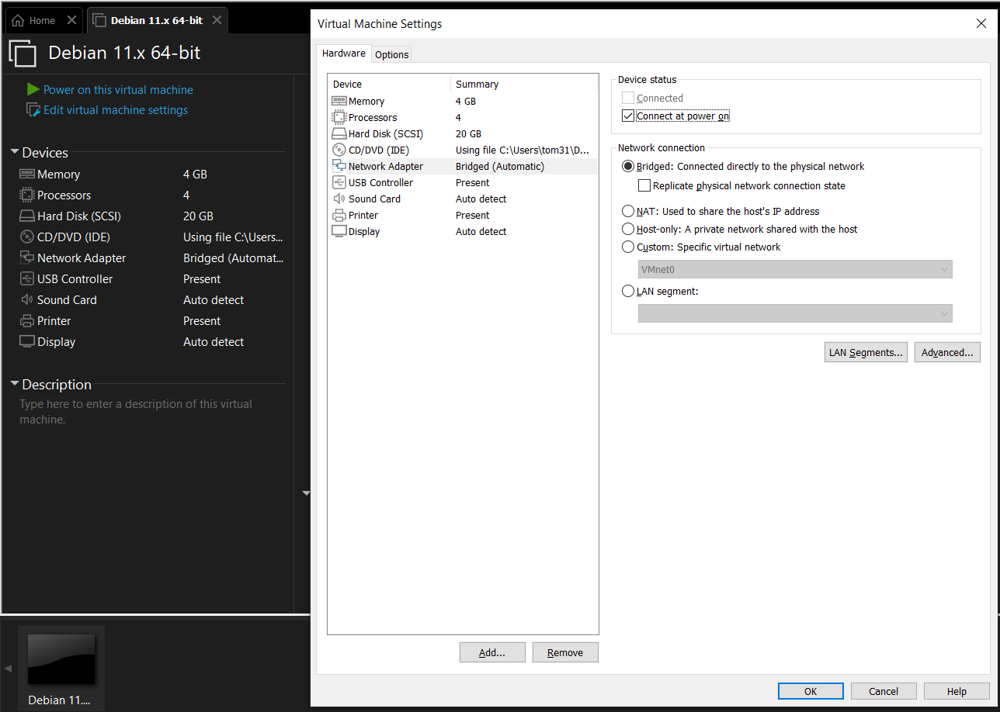 Home
Debian 11.x 64-bit
Debian 11.x 64-bit
Power on this virtual machine
Edit virtual machine settings
Devices
Memory 4 GB
Processors 4
Hard Disk (SCSI) 20 GB
CD/DVD (IDE) Using file C:\Users...
Network Adapter Bridged (Automat...
USB Controller Present
Sound Card Auto detect
Printer Present
Display Auto detect
Description
Type here to enter a description of this virtual
machine.
Debian 11....
Virtual Machine Settings
Hardware Options
Device Summary
Memory 4 GB
Processors 4
Hard Disk (SCSI) 20 GB
CD/DVD (IDE) Using file C:\Users\tom31\D...
Network Adapter Bridged (Automatic)
USB Controller Present
Sound Card Auto detect
Printer Present
Display Auto detect
Add... Remove
Device status
Connected
Connect at power on
Network connection
Bridged: Connected directly to the physical network
Replicate physical network connection state
NAT: Used to share the host's IP address
Host-only: A private network shared with the host
Custom: Specific virtual network
VMnet0
LAN segment:
LAN Segments... Advanced...
OK Cancel Help